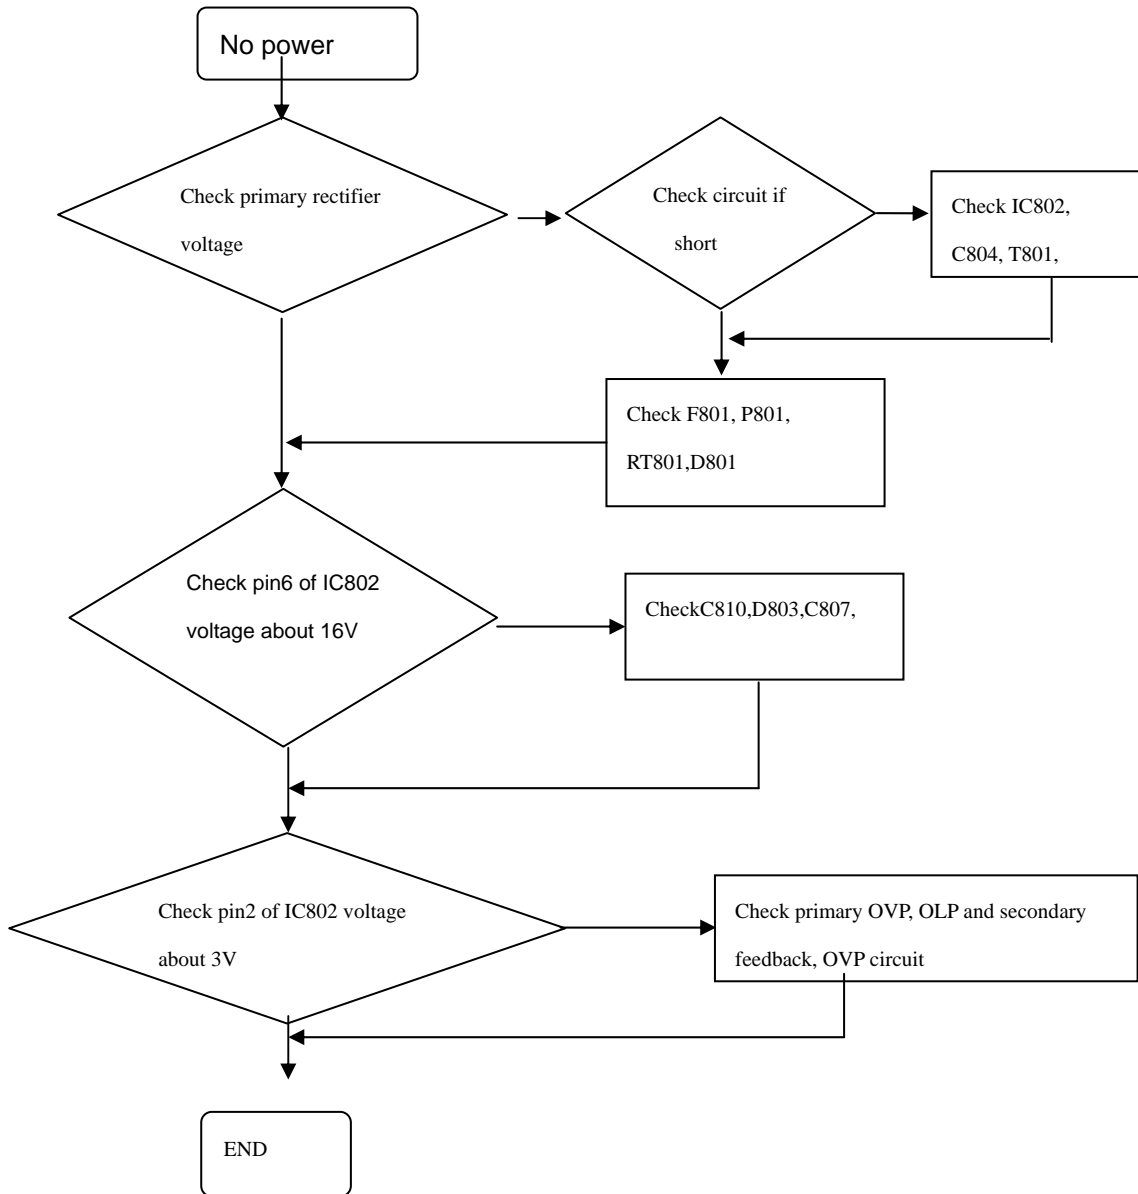 No power
Check primary rectifier
voltage
Check circuit if
short
Check IC802,
C804, T801,
Check F801, P801,
RT801,D801
Check pin6 of IC802
voltage about 16V
CheckC810,D803,C807,
Check pin2 of IC802 voltage
about 3V
Check primary OVP, OLP and secondary
feedback, OVP circuit
END